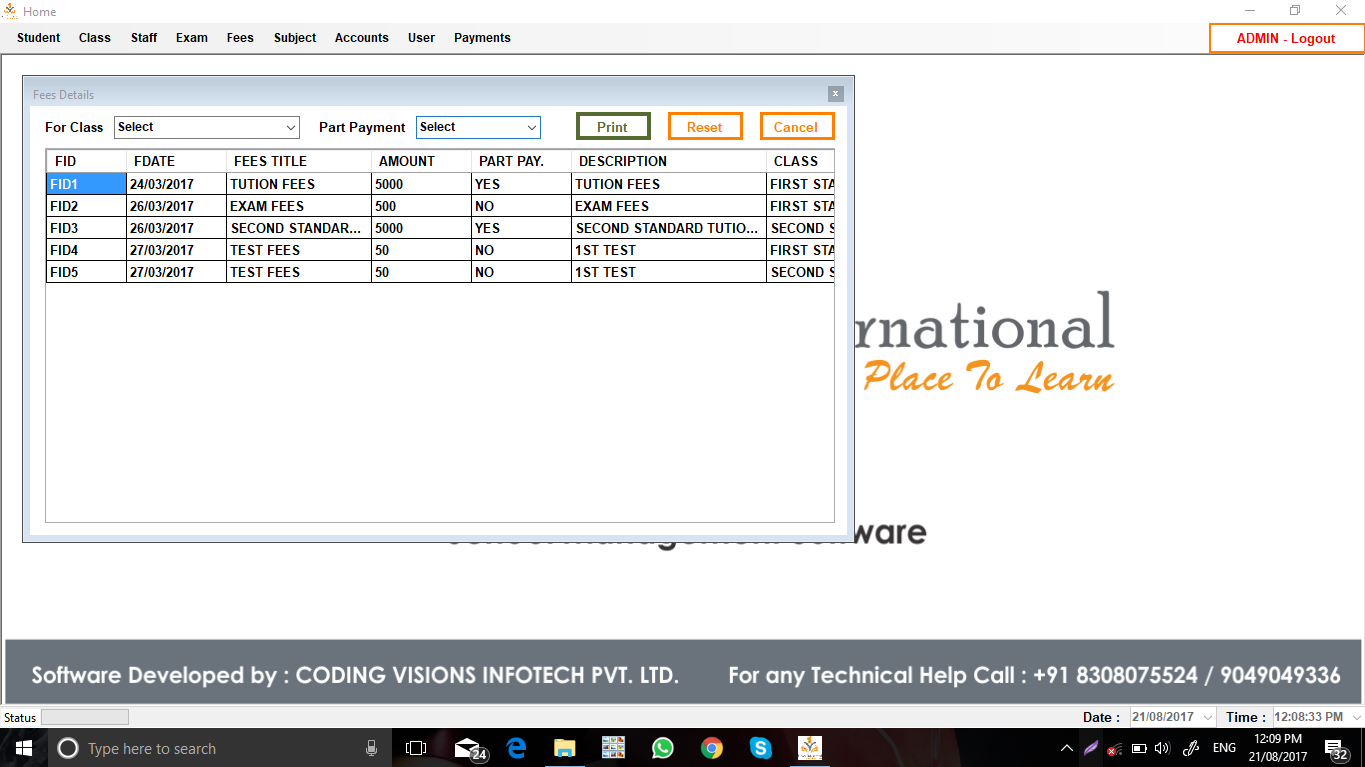 Home
Student Class Staff Exam Fees Subject Accounts User Payments ADMIN - Logout
Fees Details x
For Class Select Part Payment Select Print Reset Cancel
FID FDATE FEES TITLE AMOUNT PART PAY. DESCRIPTION CLASS
FID1 24/03/2017 TUTION FEES 5000 YES TUTION FEES FIRST STA
FID2 26/03/2017 EXAM FEES 500 NO EXAM FEES FIRST STA
FID3 26/03/2017 SECOND STANDAR... 5000 YES SECOND STANDARD TUTIO... SECOND S
FID4 27/03/2017 TEST FEES 50 NO 1ST TEST FIRST STA
FID5 27/03/2017 TEST FEES 50 NO 1ST TEST SECOND S
rnational
Place To Learn
ware
Software Developed by : CODING VISIONS INFOTECH PVT. LTD. For any Technical Help Call : +91 8308075524 / 9049049336
Status Date : 21/08/2017 Time : 12:08:33 PM
Type here to search 24 ENG 12:09 PM
21/08/2017 32